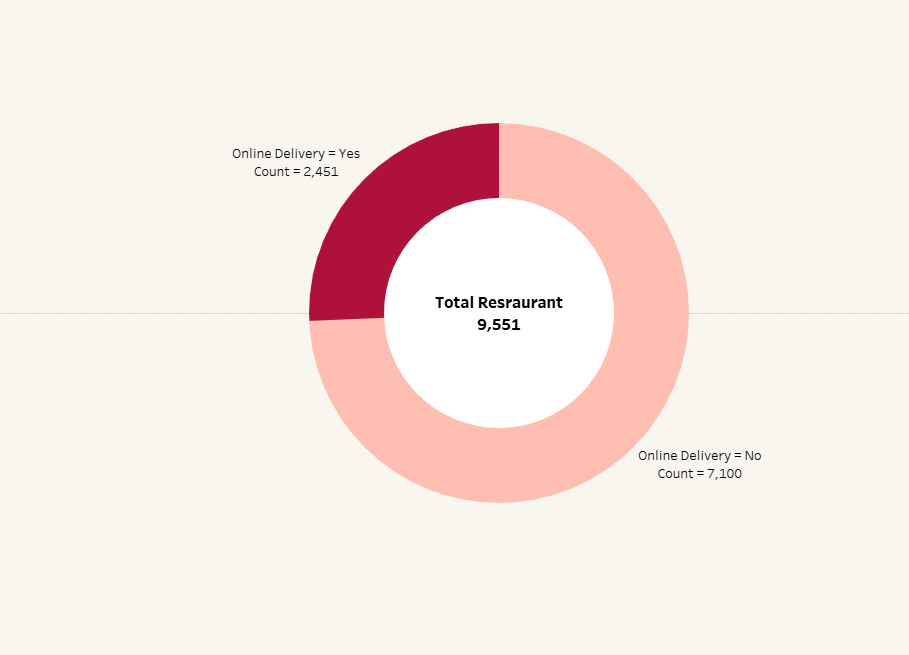 Online Delivery = Yes
Count = 2,451
Total Resraurant
9,551
Online Delivery = No
Count = 7,100